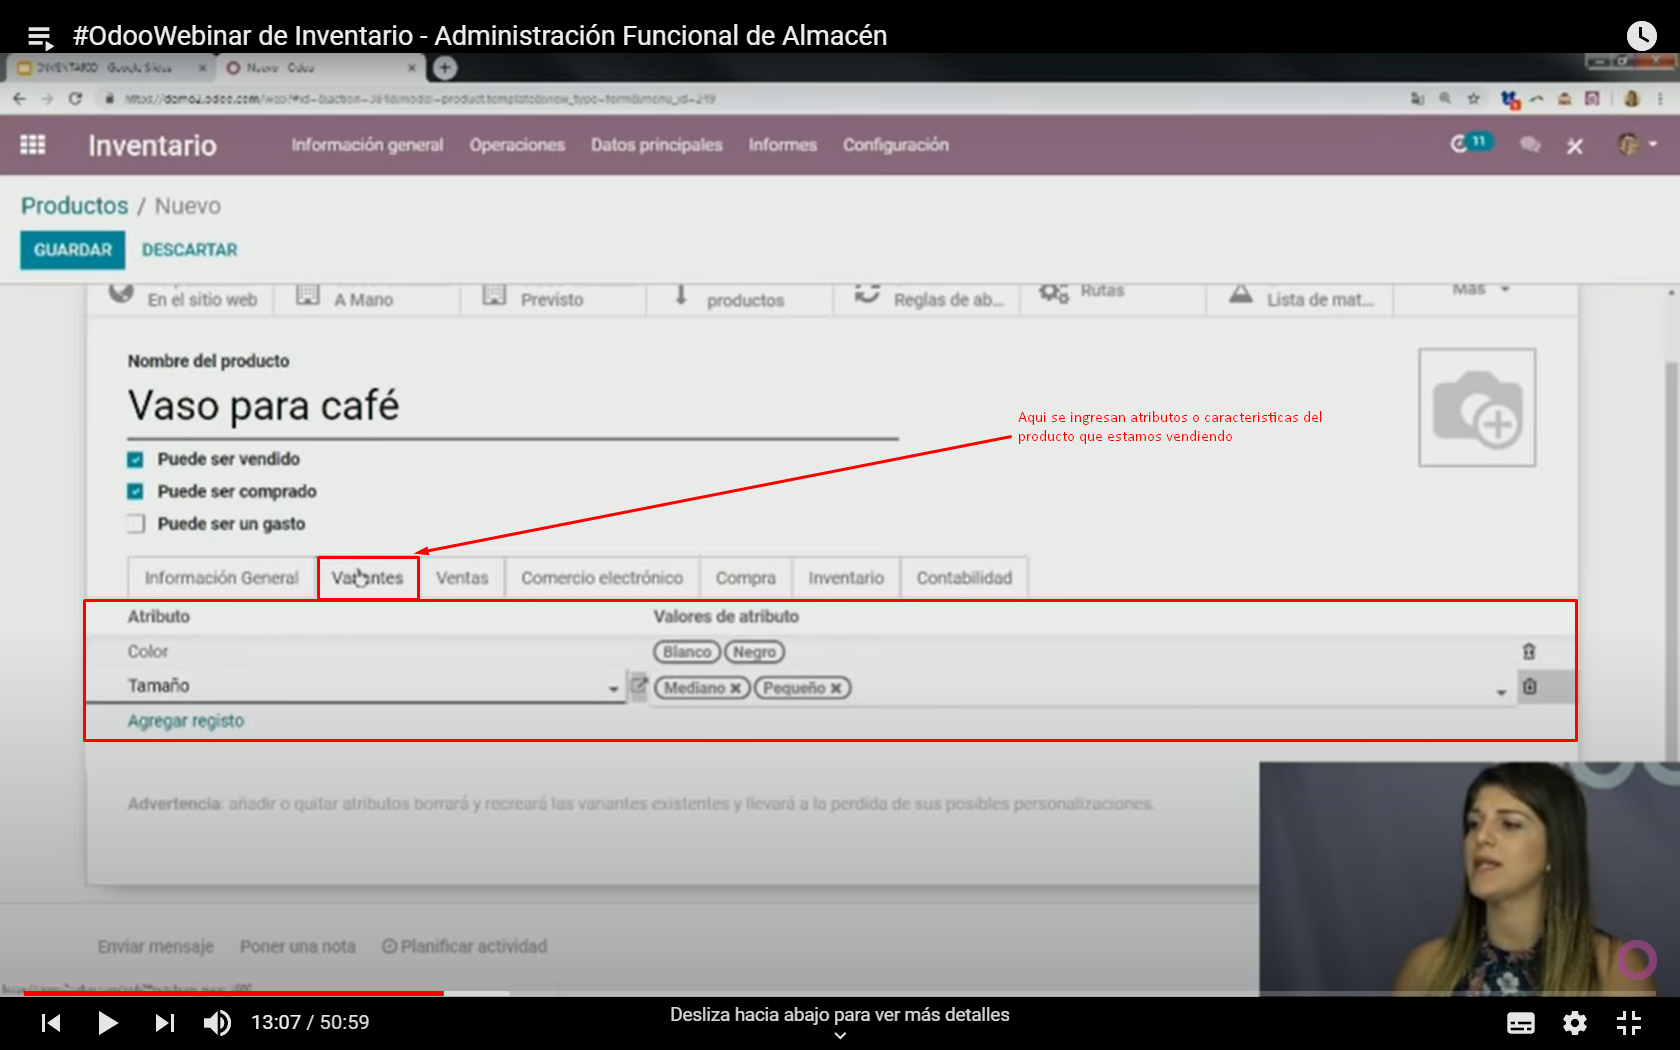 #OdooWebinar de Inventario - Administración Funcional de Almacén
INVENTARIO - Google Slides
Nuevo - Odoo
Inventario
Información general
Operaciones
Datos principales
Informes
Configuración
11
Productos / Nuevo
GUARDAR
DESCARTAR
En el sitio web
A Mano
Previsto
productos
Reglas de ab...
Rutas
Lista de mat...
Más
Nombre del producto
Vaso para café
Aqui se ingresan atributos o caracteristicas del
producto que estamos vendiendo
Puede ser vendido
Puede ser comprado
Puede ser un gasto
Información General
Variantes
Ventas
Comercio electrónico
Compra
Inventario
Contabilidad
Atributo
Valores de atributo
Color
Blanco
Negro
Tamaño
Mediano
Pequeño
Agregar registo
Advertencia: añadir o quitar atributos borrará y recreará las variantes existentes y llevará a la perdida de sus posibles personalizaciones.
Enviar mensaje
Poner una nota
Planificar actividad
13:07 / 50:59
Desliza hacia abajo para ver más detalles